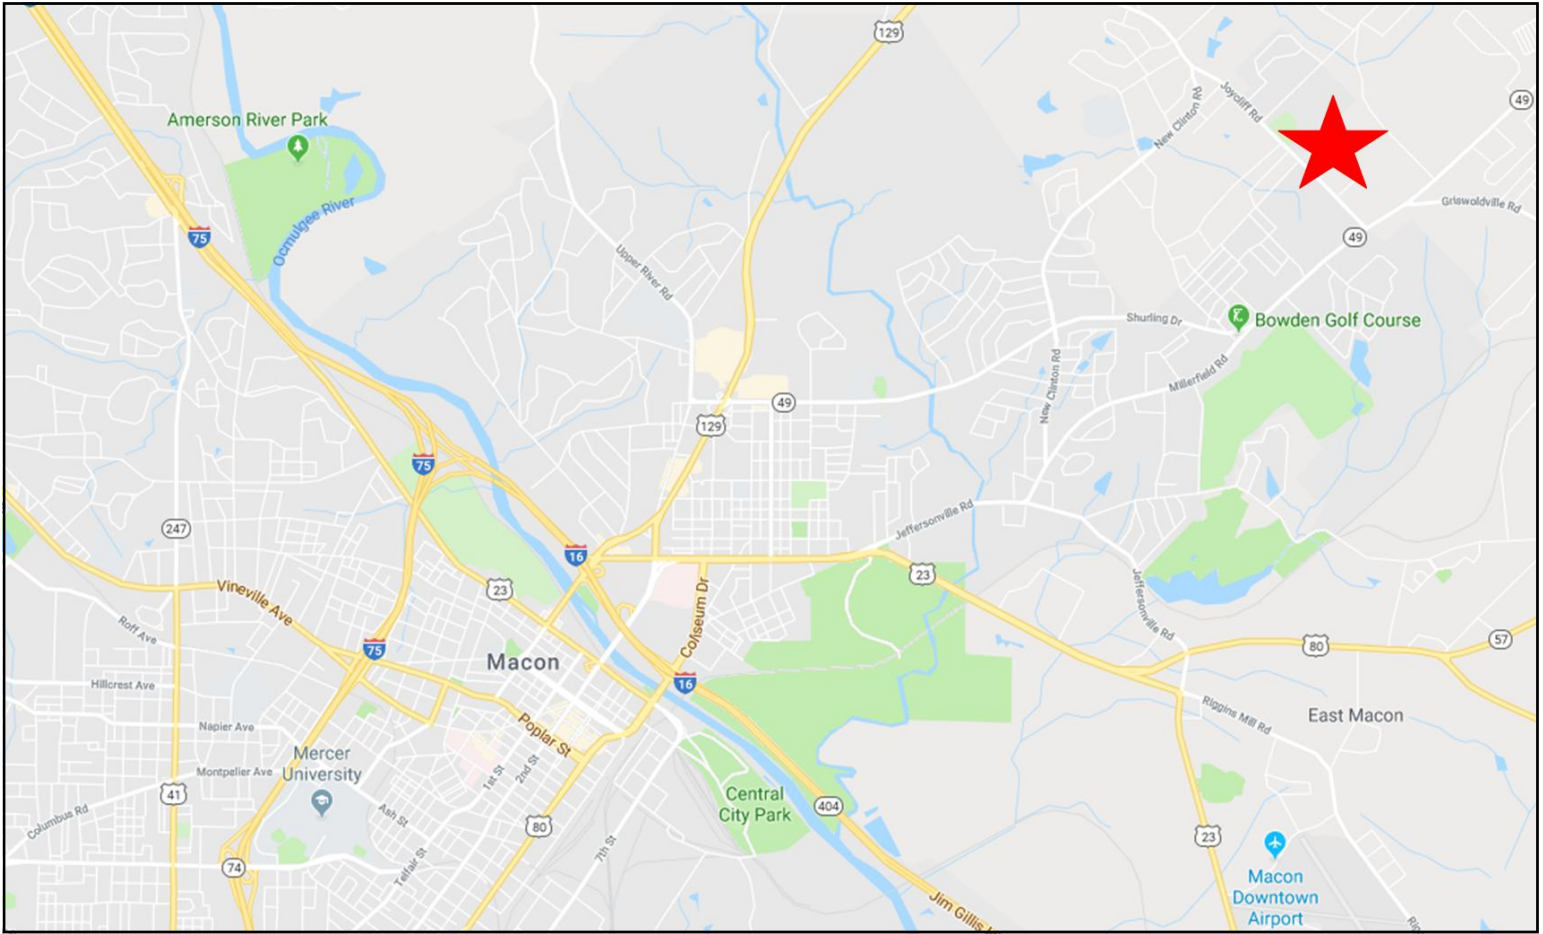 129
Amerson River Park
Joycliff Rd
49
New Clinton Rd
Ocmulgee River
75
Griswoldville Rd
49
Upper River Rd
Shurling Dr
Bowden Golf Course
New Clinton Rd
Millerfield Rd
49
129
75
247
Jeffersonville Rd
16
23
23
Vineville Ave
Coliseum Dr
Jeffersonville Rd
Roff Ave
75
80
57
Macon
16
Hillcrest Ave
Riggins Mill Rd
East Macon
Napier Ave
Poplar St
Mercer
University
Montpelier Ave
1st St
2nd St
41
Central
City Park
404
Columbus Rd
Ash St
80
7th St
23
74
Telfair St
Macon
Downtown
Airport
Jim Gillis